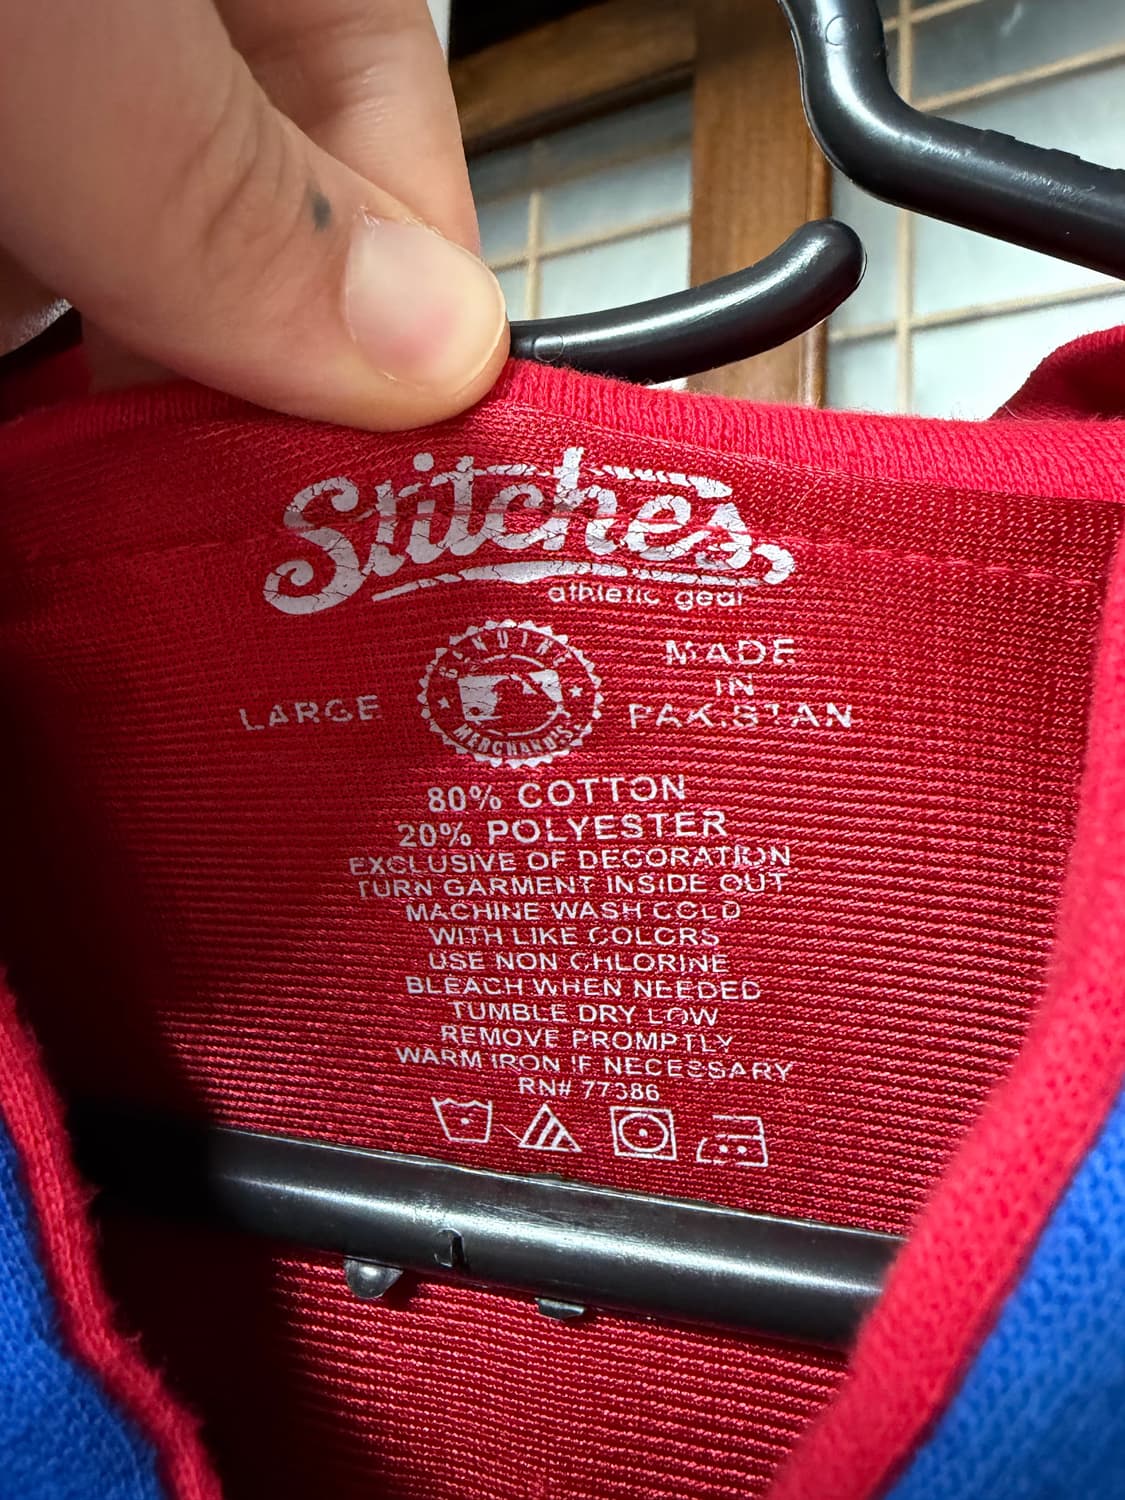 Stitches
athletic gear
GENUINE
MERCHANDISE
LARGE
MADE
IN
PAKISTAN
80% COTTON
20% POLYESTER
EXCLUSIVE OF DECORATION
TURN GARMENT INSIDE OUT
MACHINE WASH COLD
WITH LIKE COLORS
USE NON CHLORINE
BLEACH WHEN NEEDED
TUMBLE DRY LOW
REMOVE PROMPTLY
WARM IRON IF NECESSARY
RN# 77386